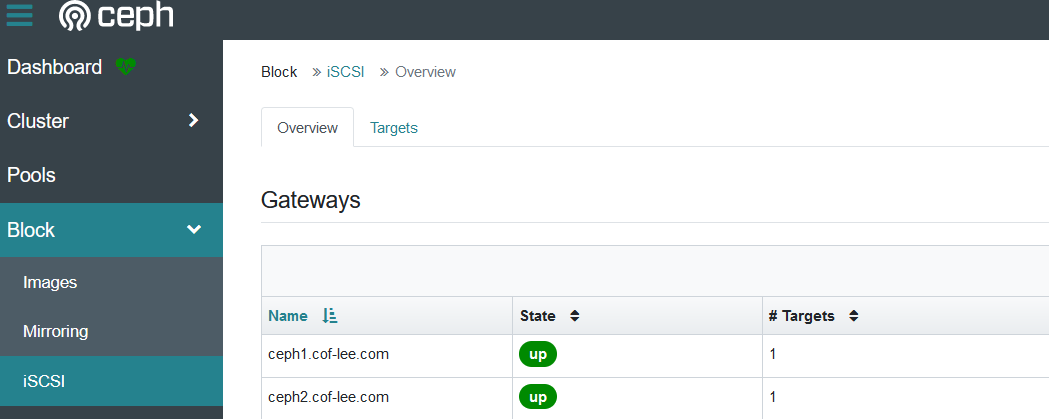 ceph
Dashboard
Cluster
Pools
Block
Images
Mirroring
iSCSI
Block » iSCSI » Overview
Overview Targets
Gateways
Name State # Targets
ceph1.cof-lee.com up 1
ceph2.cof-lee.com up 1